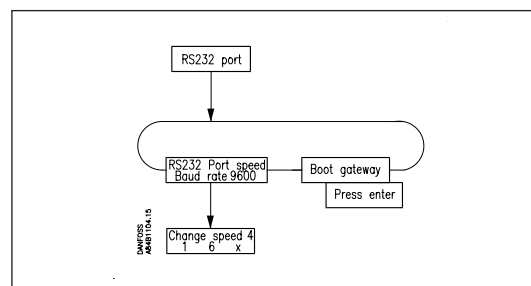 RS232 port
RS232 Port speed
Baud rate 9600
Boot gateway
Press enter
Change speed 4
1 6 x
DANFOSS
A84B1104.15